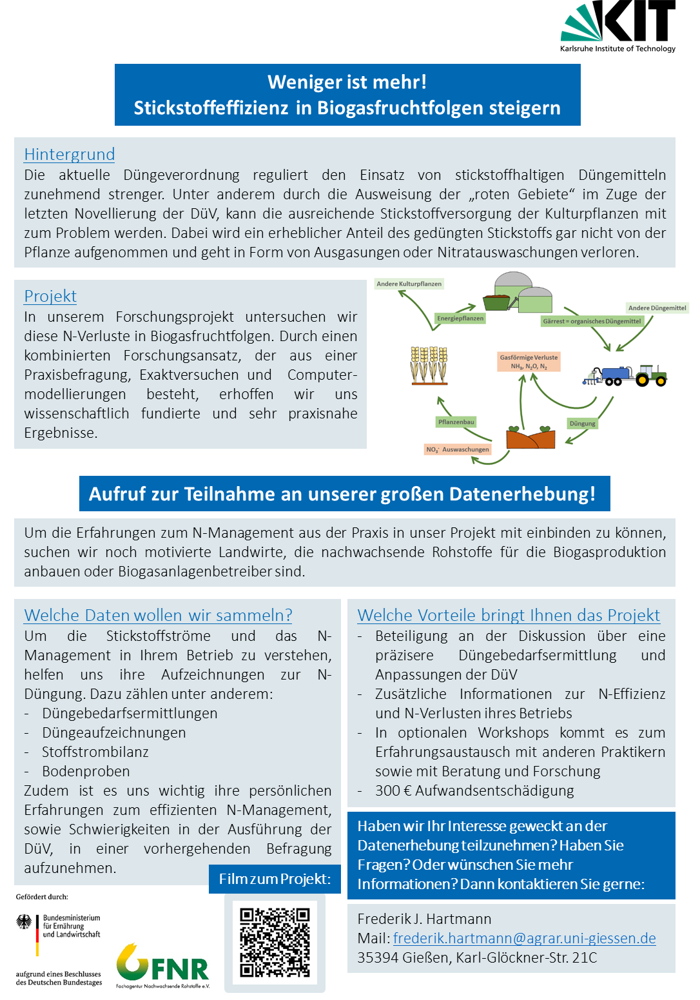 KIT
Karlsruhe Institute of Technology
Weniger ist mehr!
Stickstoffeffizienz in Biogasfruchtfolgen steigern
Hintergrund
Die aktuelle Düngeverordnung reguliert den Einsatz von stickstoffhaltigen Düngemitteln
zunehmend strenger. Unter anderem durch die Ausweisung der „roten Gebiete“ im Zuge der
letzten Novellierung der DüV, kann die ausreichende Stickstoffversorgung der Kulturpflanzen mit
zum Problem werden. Dabei wird ein erheblicher Anteil des gedüngten Stickstoffs gar nicht von der
Pflanze aufgenommen und geht in Form von Ausgasungen oder Nitratauswaschungen verloren.
Projekt
In unserem Forschungsprojekt untersuchen wir
diese N-Verluste in Biogasfruchtfolgen. Durch einen
kombinierten Forschungsansatz, der aus einer
Praxisbefragung, Exaktversuchen und Computer-
modellierungen besteht, erhoffen wir uns
wissenschaftlich fundierte und sehr praxisnahe
Ergebnisse.
Andere Kulturpflanzen
Energiepflanzen
Andere Düngemittel
Gärrest = organisches Düngemittel
Gasförmige Verluste
NH₃, N₂O, N₂
Pflanzenbau
Düngung
NO₃⁻ Auswaschungen
Aufruf zur Teilnahme an unserer großen Datenerhebung!
Um die Erfahrungen zum N-Management aus der Praxis in unser Projekt mit einbinden zu können,
suchen wir noch motivierte Landwirte, die nachwachsende Rohstoffe für die Biogasproduktion
anbauen oder Biogasanlagenbetreiber sind.
Welche Daten wollen wir sammeln?
Um die Stickstoffströme und das N-
Management in Ihrem Betrieb zu verstehen,
helfen uns ihre Aufzeichnungen zur N-
Düngung. Dazu zählen unter anderem:
- Düngebedarfsermittlungen
- Düngeaufzeichnungen
- Stoffstrombilanz
- Bodenproben
Zudem ist es uns wichtig ihre persönlichen
Erfahrungen zum effizienten N-Management,
sowie Schwierigkeiten in der Ausführung der
DüV, in einer vorhergehenden Befragung
aufzunehmen.
Film zum Projekt:
Welche Vorteile bringt Ihnen das Projekt
- Beteiligung an der Diskussion über eine
präzisere Düngebedarfsermittlung und
Anpassungen der DüV
- Zusätzliche Informationen zur N-Effizienz
und N-Verlusten ihres Betriebs
- In optionalen Workshops kommt es zum
Erfahrungsaustausch mit anderen Praktikern
sowie mit Beratung und Forschung
- 300 € Aufwandsentschädigung
Haben wir Ihr Interesse geweckt an der
Datenerhebung teilzunehmen? Haben Sie
Fragen? Oder wünschen Sie mehr
Informationen? Dann kontaktieren Sie gerne:
Frederik J. Hartmann
Mail: frederik.hartmann@agrar.uni-giessen.de
35394 Gießen, Karl-Glöckner-Str. 21C
Gefördert durch:
Bundesministerium
für Ernährung
und Landwirtschaft
aufgrund eines Beschlusses
des Deutschen Bundestages
FNR
Fachagentur Nachwachsende Rohstoffe e.V.